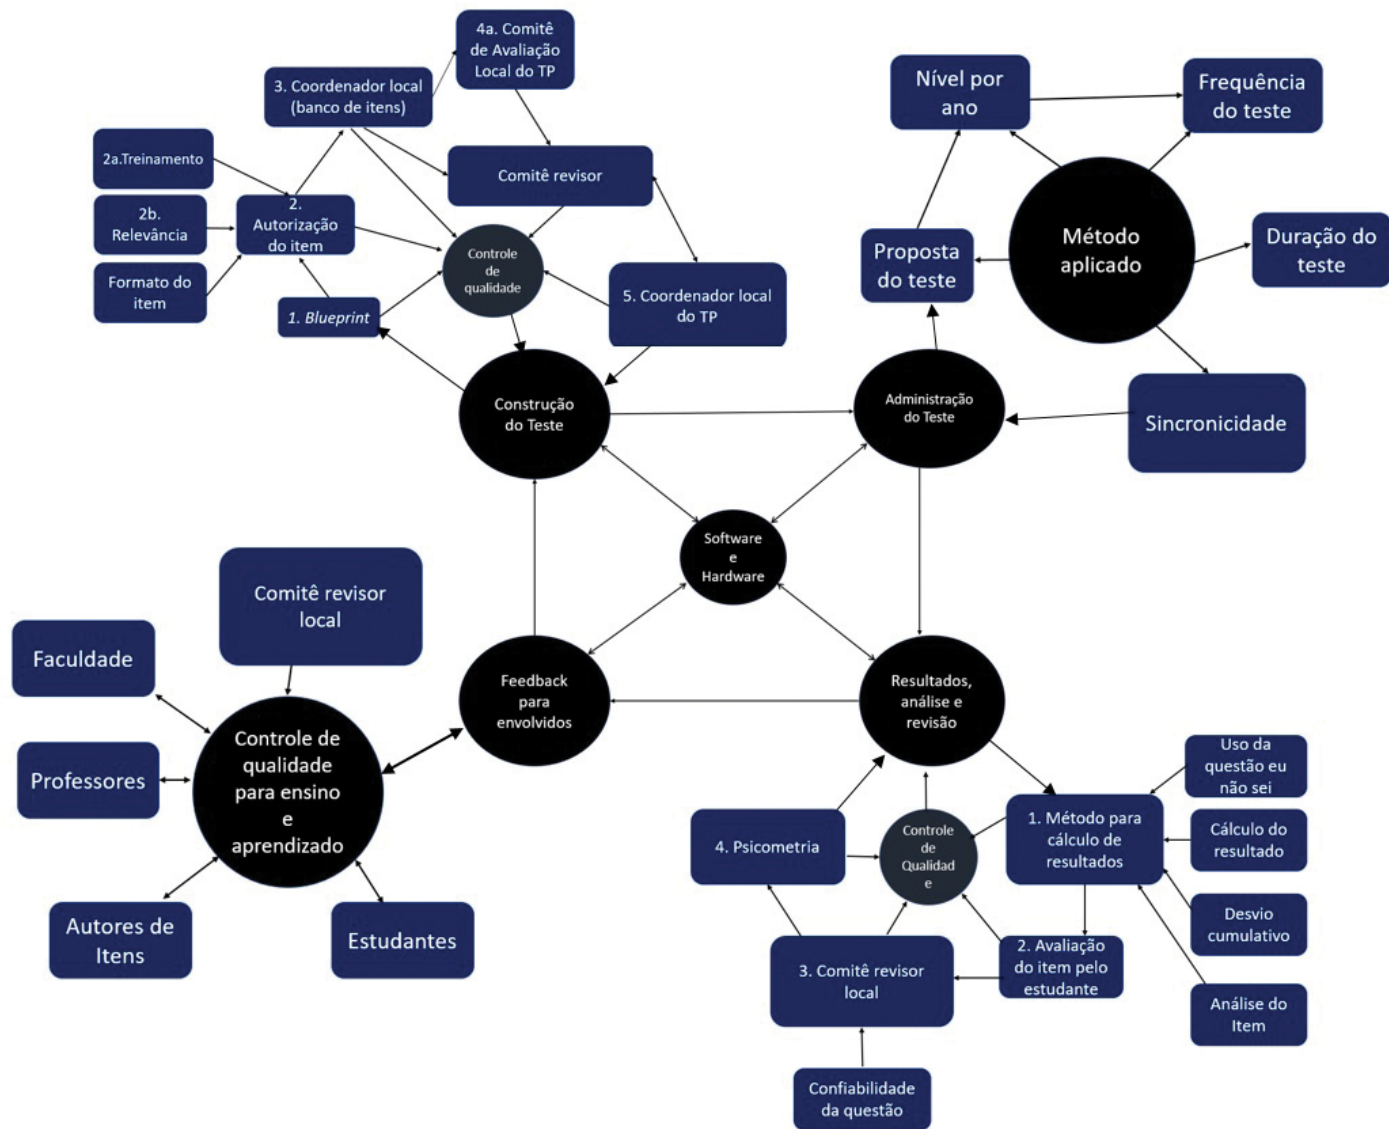 4a. Comitê
de Avaliação
Local do TP
3. Coordenador local
(banco de itens)
2a.Treinamento
2b.
Relevância
Formato do
item
2.
Autorização
do item
1. Blueprint
Comitê revisor
Controle
de
qualidade
5. Coordenador local
do TP
Nível por
ano
Frequência
do teste
Método
aplicado
Proposta
do teste
Duração do
teste
Sincronicidade
Construção
do Teste
Administração
do Teste
Software
e
Hardware
Feedback
para
envolvidos
Resultados,
análise e
revisão
Comitê revisor
local
Faculdade
Professores
Controle de
qualidade
para ensino
e
aprendizado
Autores de
Itens
Estudantes
4. Psicometria
Controle
de
Qualidad
e
1. Método para
cálculo de
resultados
Uso da
questão eu
não sei
Cálculo do
resultado
Desvio
cumulativo
Análise do
Item
2. Avaliação
do item pelo
estudante
3. Comitê revisor
local
Confiabilidade
da questão